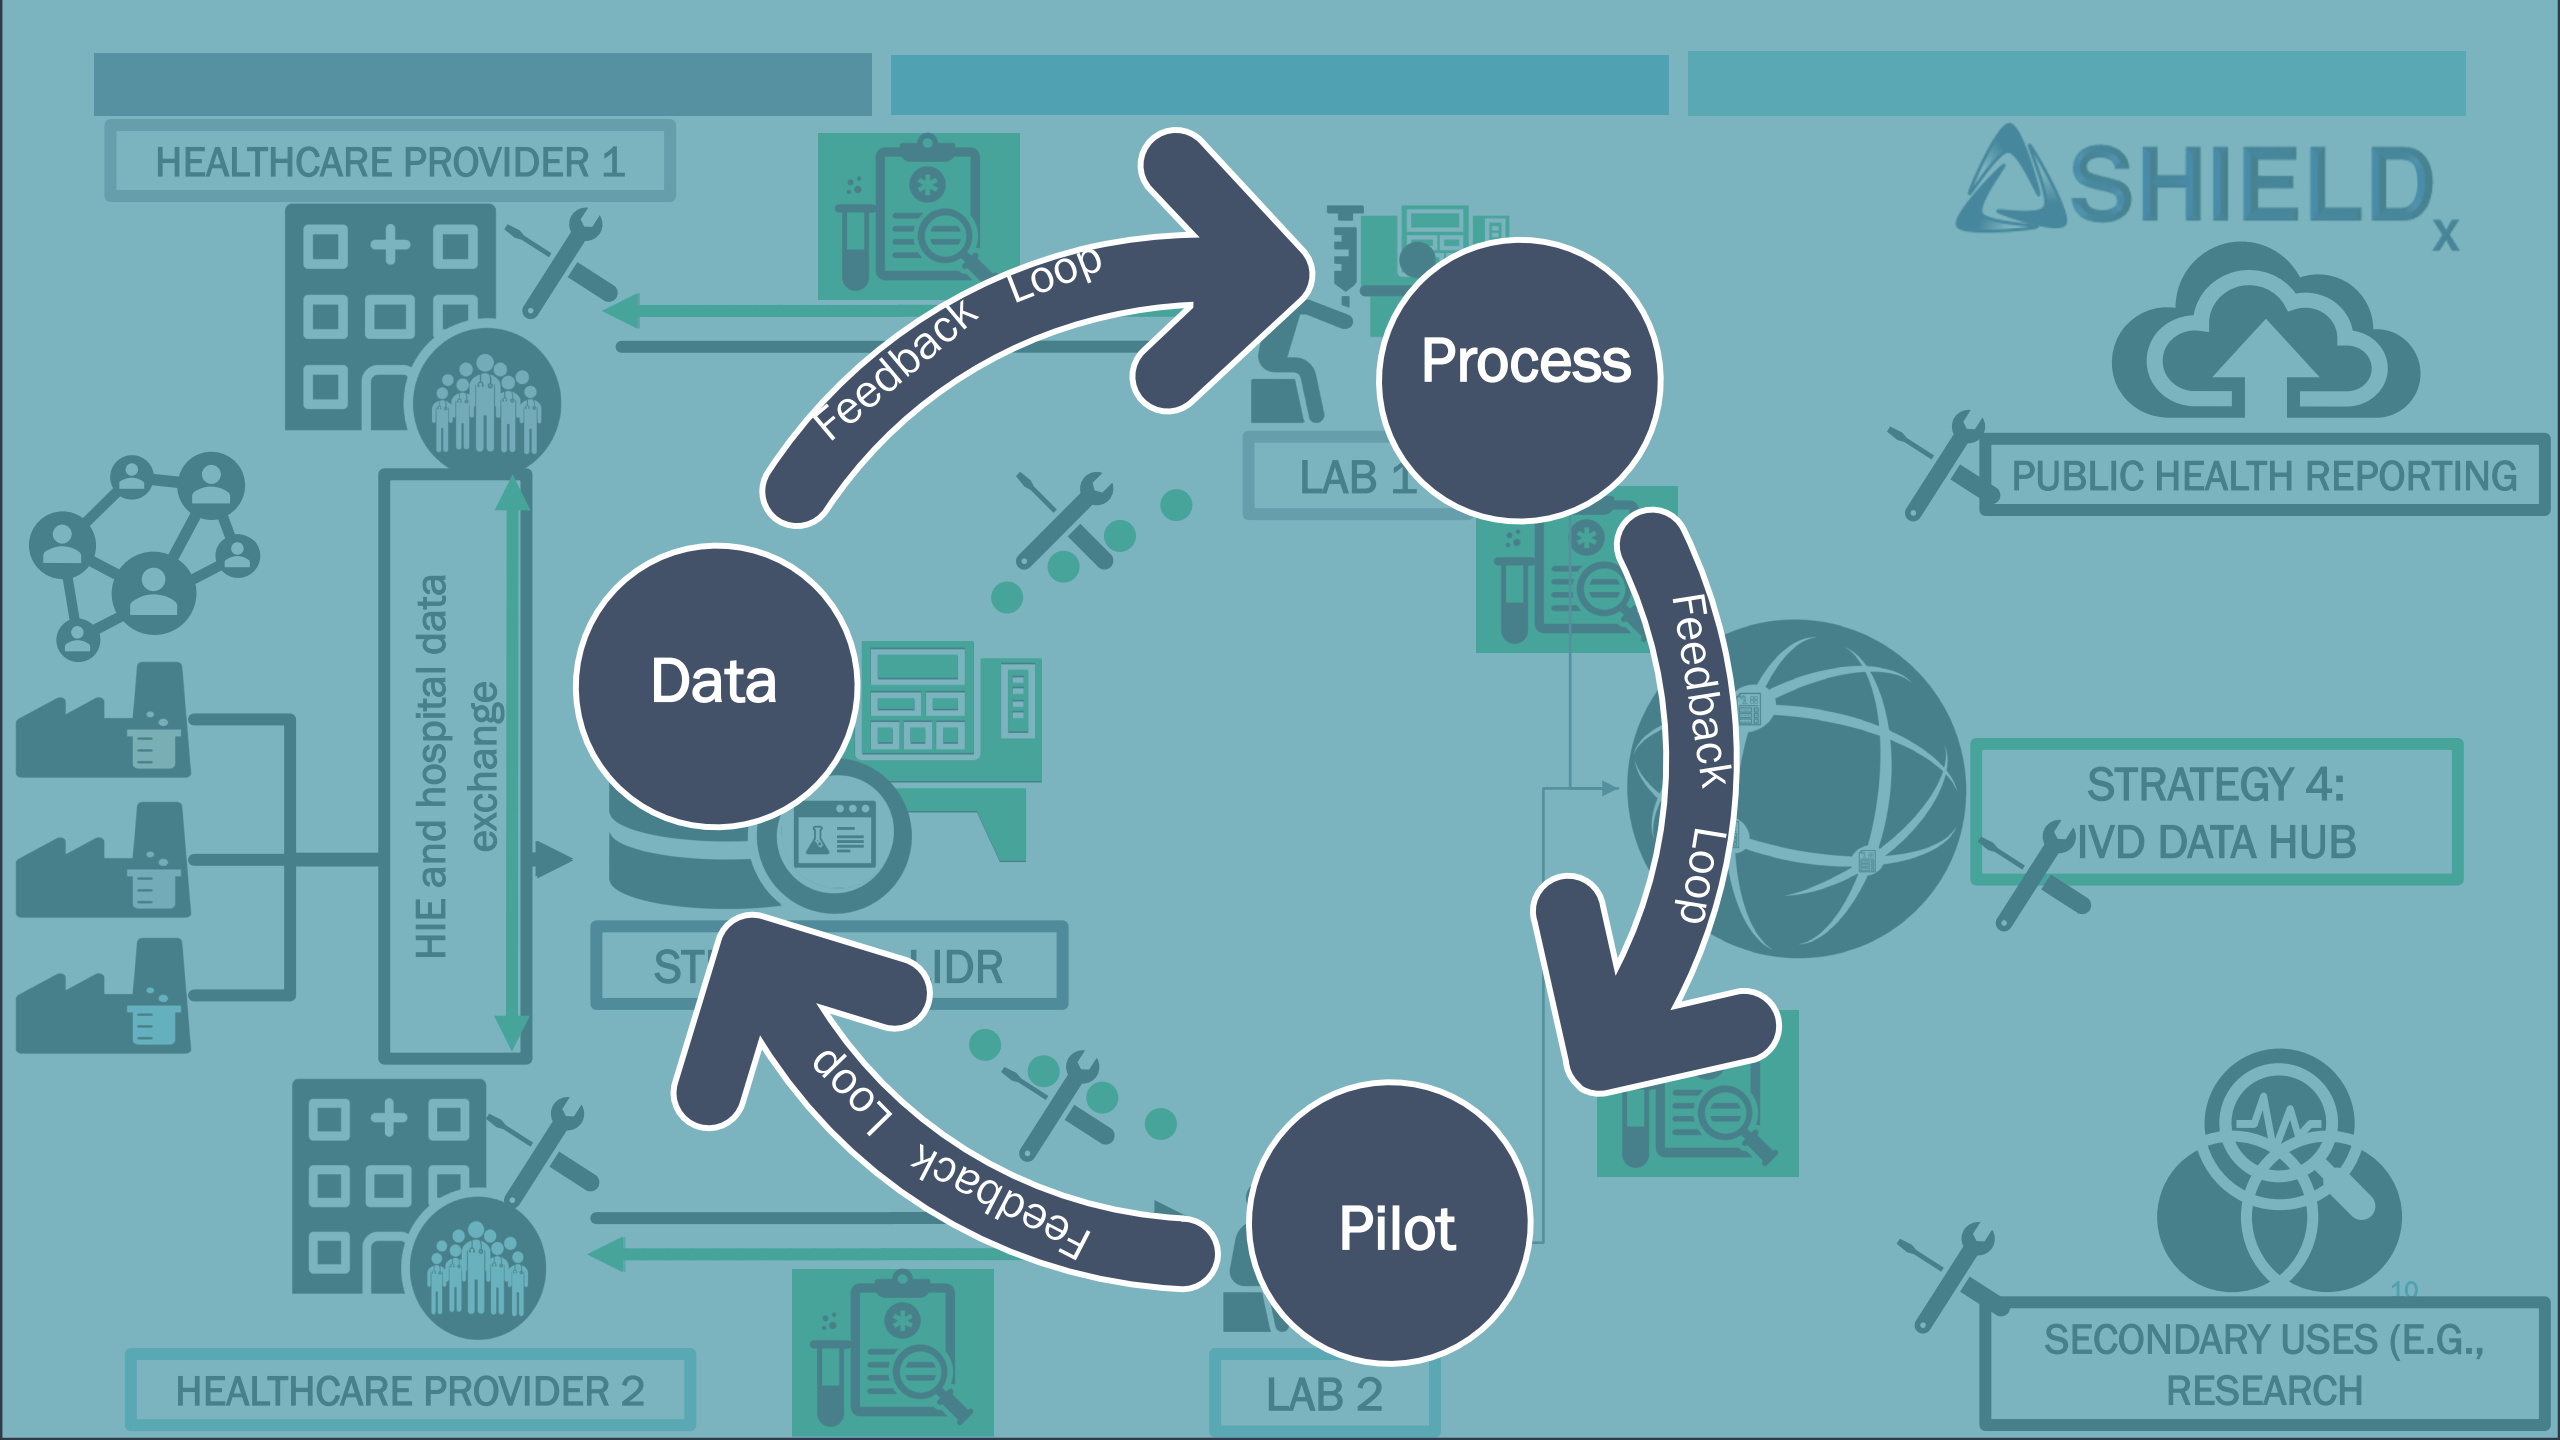 HEALTHCARE PROVIDER 1
SHIELD
x
Feedback Loop
Process
LAB 1
PUBLIC HEALTH REPORTING
HIE and hospital data
exchange
Data
Feedback Loop
STRATEGY 4:
IVD DATA HUB
LIDR
Feedback Loop
Pilot
10
HEALTHCARE PROVIDER 2
LAB 2
SECONDARY USES (E.G.,
RESEARCH